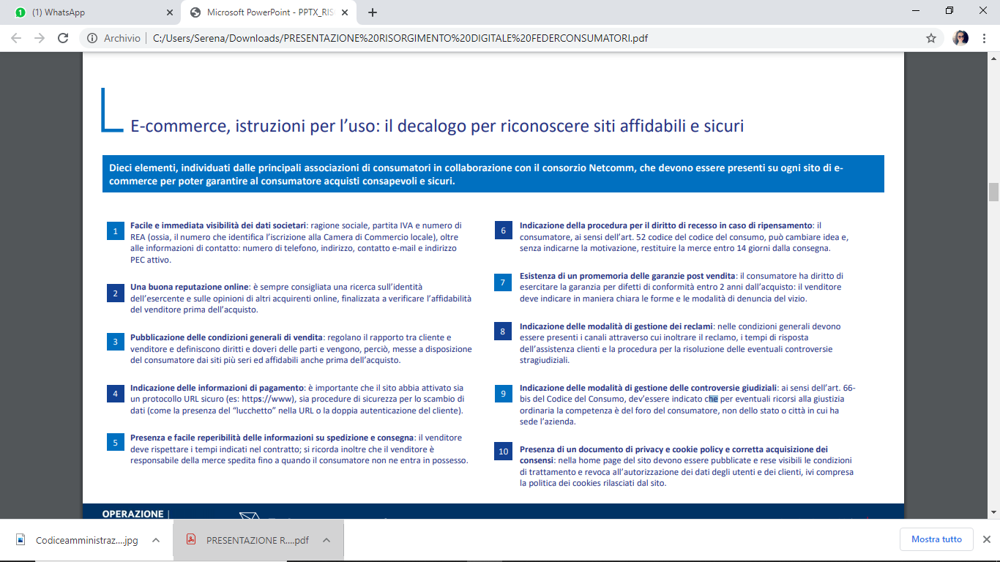 (1) WhatsApp
Microsoft PowerPoint - PPTX_RIS
Archivio
C:/Users/Serena/Downloads/PRESENTAZIONE%20RISORGIMENTO%20DIGITALE%20FEDERCONSUMATORI.pdf
E-commerce, istruzioni per l’uso: il decalogo per riconoscere siti affidabili e sicuri
Dieci elementi, individuati dalle principali associazioni di consumatori in collaborazione con il consorzio Netcomm, che devono essere presenti su ogni sito di e-
commerce per poter garantire al consumatore acquisti consapevoli e sicuri.
1
Facile e immediata visibilità dei dati societari: ragione sociale, partita IVA e numero di
REA (ossia, il numero che identifica l’iscrizione alla Camera di Commercio locale), oltre
alle informazioni di contatto: numero di telefono, indirizzo, contatto e-mail e indirizzo
PEC attivo.
2
Una buona reputazione online: è sempre consigliata una ricerca sull’identità
dell’esercente e sulle opinioni di altri acquirenti online, finalizzata a verificare l’affidabilità
del venditore prima dell’acquisto.
3
Pubblicazione delle condizioni generali di vendita: regolano il rapporto tra cliente e
venditore e definiscono diritti e doveri delle parti e vengono, perciò, messe a disposizione
del consumatore dai siti più seri ed affidabili anche prima dell’acquisto.
4
Indicazione delle informazioni di pagamento: è importante che il sito abbia attivato sia
un protocollo URL sicuro (es: https://www), sia procedure di sicurezza per lo scambio di
dati (come la presenza del “lucchetto” nella URL o la doppia autenticazione del cliente).
5
Presenza e facile reperibilità delle informazioni su spedizione e consegna: il venditore
deve rispettare i tempi indicati nel contratto; si ricorda inoltre che il venditore è
responsabile della merce spedita fino a quando il consumatore non ne entra in possesso.
6
Indicazione della procedura per il diritto di recesso in caso di ripensamento: il
consumatore, ai sensi dell’art. 52 codice del codice del consumo, può cambiare idea e,
senza indicarne la motivazione, restituire la merce entro 14 giorni dalla consegna.
7
Esistenza di un promemoria delle garanzie post vendita: il consumatore ha diritto di
esercitare la garanzia per difetti di conformità entro 2 anni dall’acquisto: il venditore
deve indicare in maniera chiara le forme e le modalità di denuncia del vizio.
8
Indicazione delle modalità di gestione dei reclami: nelle condizioni generali devono
essere presenti i canali attraverso cui inoltrare il reclamo, i tempi di risposta
dell’assistenza clienti e la procedura per la risoluzione delle eventuali controversie
stragiudiziali.
9
Indicazione delle modalità di gestione delle controversie giudiziali: ai sensi dell’art. 66-
bis del Codice del Consumo, dev’essere indicato che per eventuali ricorsi alla giustizia
ordinaria la competenza è del foro del consumatore, non dello stato o città in cui ha
sede l’azienda.
10
Presenza di un documento di privacy e cookie policy e corretta acquisizione dei
consensi: nella home page del sito devono essere pubblicate e rese visibili le condizioni
di trattamento e revoca all’autorizzazione dei dati degli utenti e dei clienti, ivi compresa
la politica dei cookies rilasciati dal sito.
OPERAZIONE
Codiceamministraz....jpg
PRESENTAZIONE R....pdf
Mostra tutto